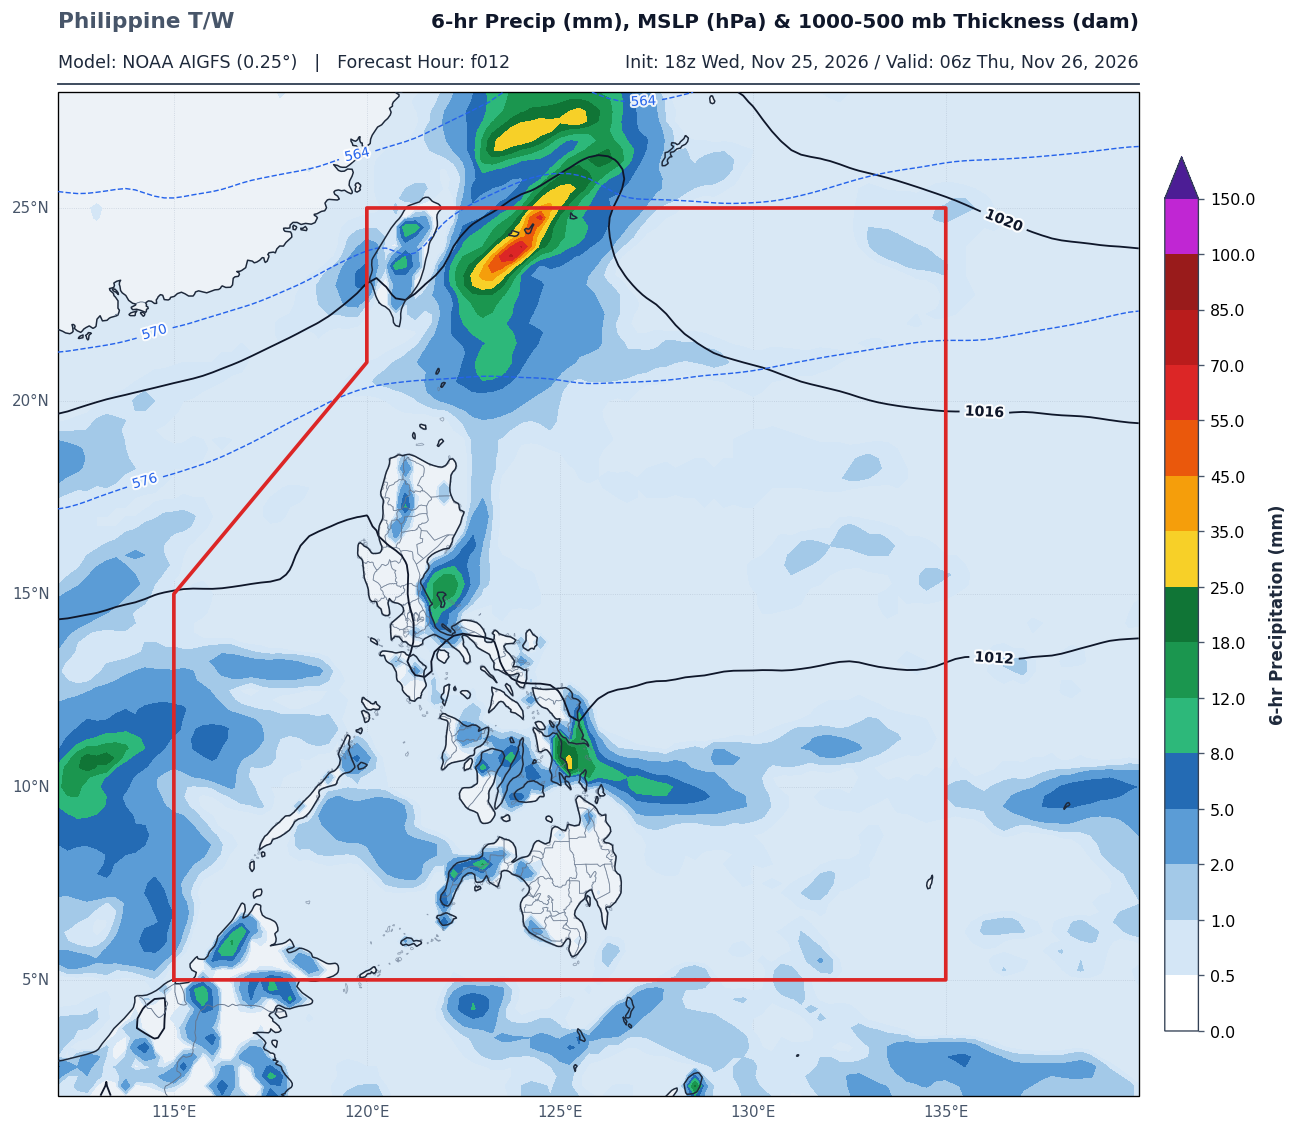 Philippine T/W
6-hr Precip (mm), MSLP (hPa) & 1000-500 mb Thickness (dam)
Model: NOAA AIGFS (0.25°) | Forecast Hour: f012
Init: 18z Wed, Nov 25, 2026 / Valid: 06z Thu, Nov 26, 2026
564
564
570
576
1020
1016
1012
25°N
20°N
15°N
10°N
5°N
115°E
120°E
125°E
130°E
135°E
150.0
100.0
85.0
70.0
55.0
45.0
35.0
25.0
18.0
12.0
8.0
5.0
2.0
1.0
0.5
0.0
6-hr Precipitation (mm)